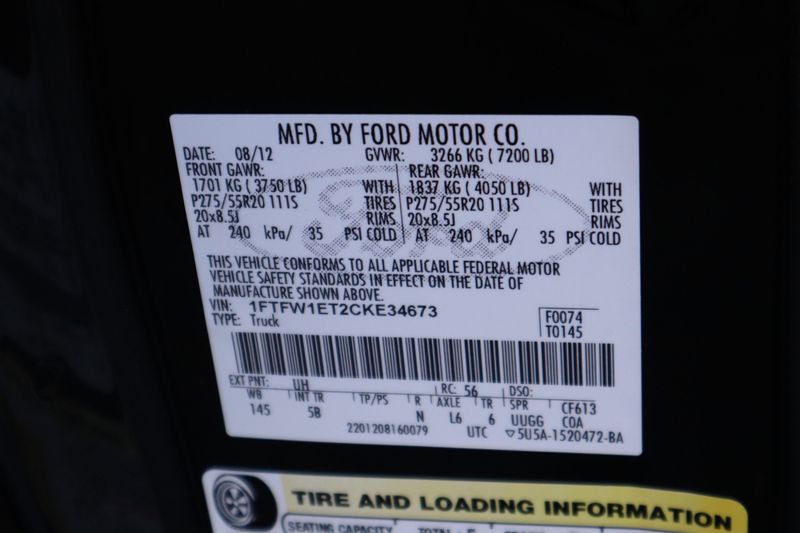 MFD. BY FORD MOTOR CO.
DATE: 08/12 GVWR: 3266 KG ( 7200 LB)
FRONT GAWR: REAR GAWR:
1701 KG ( 3750 LB) WITH 1837 KG ( 4050 LB) WITH
P275/55R20 111S TIRES P275/55R20 111S TIRES
20x8.5J RIMS 20x8.5J RIMS
AT 240 kPa/ 35 PSI COLD AT 240 kPa/ 35 PSI COLD
Ford
THIS VEHICLE CONFORMS TO ALL APPLICABLE FEDERAL MOTOR
VEHICLE SAFETY STANDARDS IN EFFECT ON THE DATE OF
MANUFACTURE SHOWN ABOVE.
VIN: 1FTFW1ET2CKE34673 F0074
TYPE: Truck T0145
EXT PNT: UH RC: 56 DSO:
WB INT TR TP/PS R AXLE TR SPR CF613
145 5B N L6 6 UUGG COA
2201208160079 UTC ▽5U5A-1520472-BA
TIRE AND LOADING INFORMATION
SEATING CAPACITY